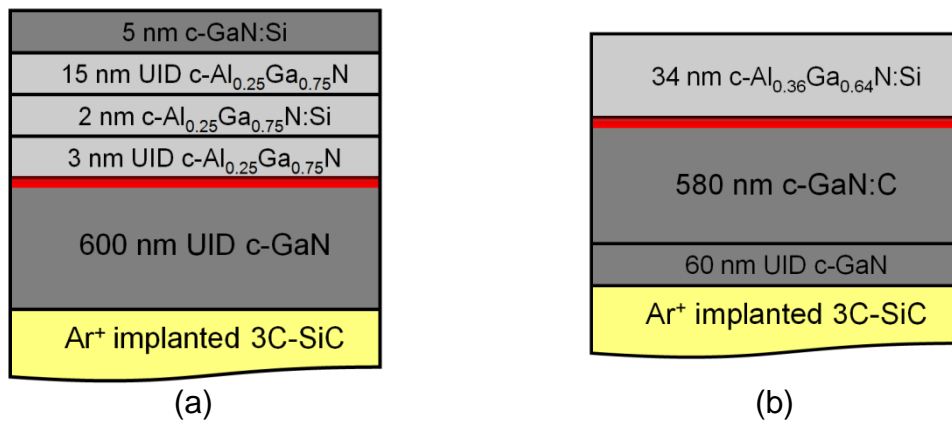 5 nm c-GaN:Si
15 nm UID c-Al₀.₂₅Ga₀.₇₅N
2 nm c-Al₀.₂₅Ga₀.₇₅N:Si
3 nm UID c-Al₀.₂₅Ga₀.₇₅N
600 nm UID c-GaN
Ar⁺ implanted 3C-SiC
(a)
34 nm c-Al₀.₃₆Ga₀.₆₄N:Si
580 nm c-GaN:C
60 nm UID c-GaN
Ar⁺ implanted 3C-SiC
(b)